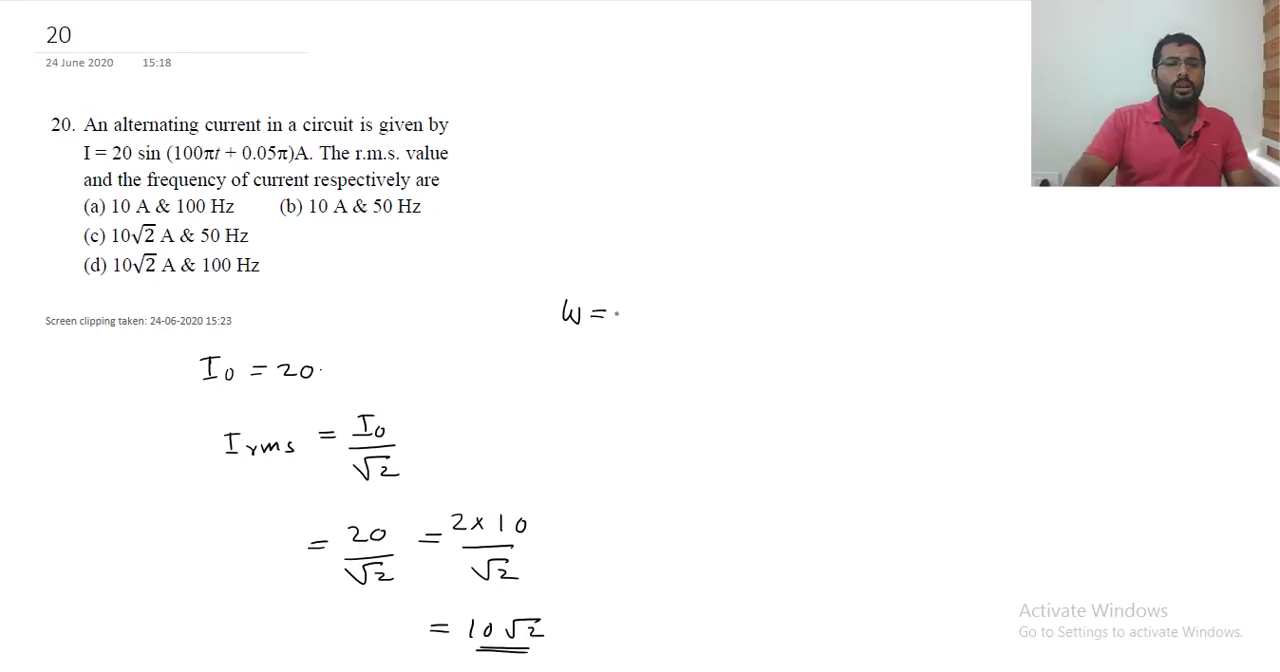 20
24 June 2020 15:18
20. An alternating current in a circuit is given by
I = 20 sin (100πt + 0.05π)A. The r.m.s. value
and the frequency of current respectively are
(a) 10 A & 100 Hz (b) 10 A & 50 Hz
(c) 10√2 A & 50 Hz
(d) 10√2 A & 100 Hz
Screen clipping taken: 24-06-2020 15:23
ω =
I₀ = 20
I rms = I₀/√2
= 20/√2 = 2×10/√2
= 10√2
Activate Windows
Go to Settings to activate Windows.